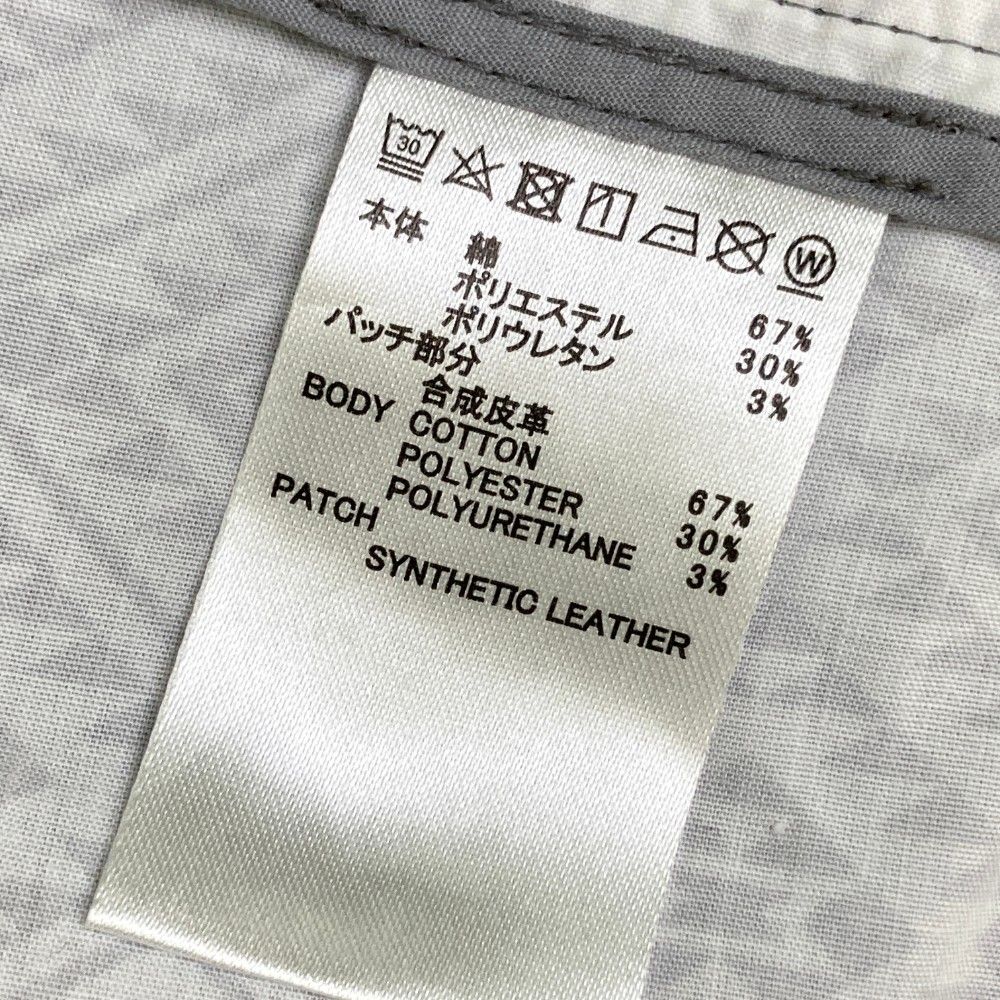 30
W
本体 綿 67%
ポリエステル 30%
ポリウレタン 3%
パッチ部分
合成皮革
BODY COTTON 67%
POLYESTER 30%
POLYURETHANE 3%
PATCH
SYNTHETIC LEATHER